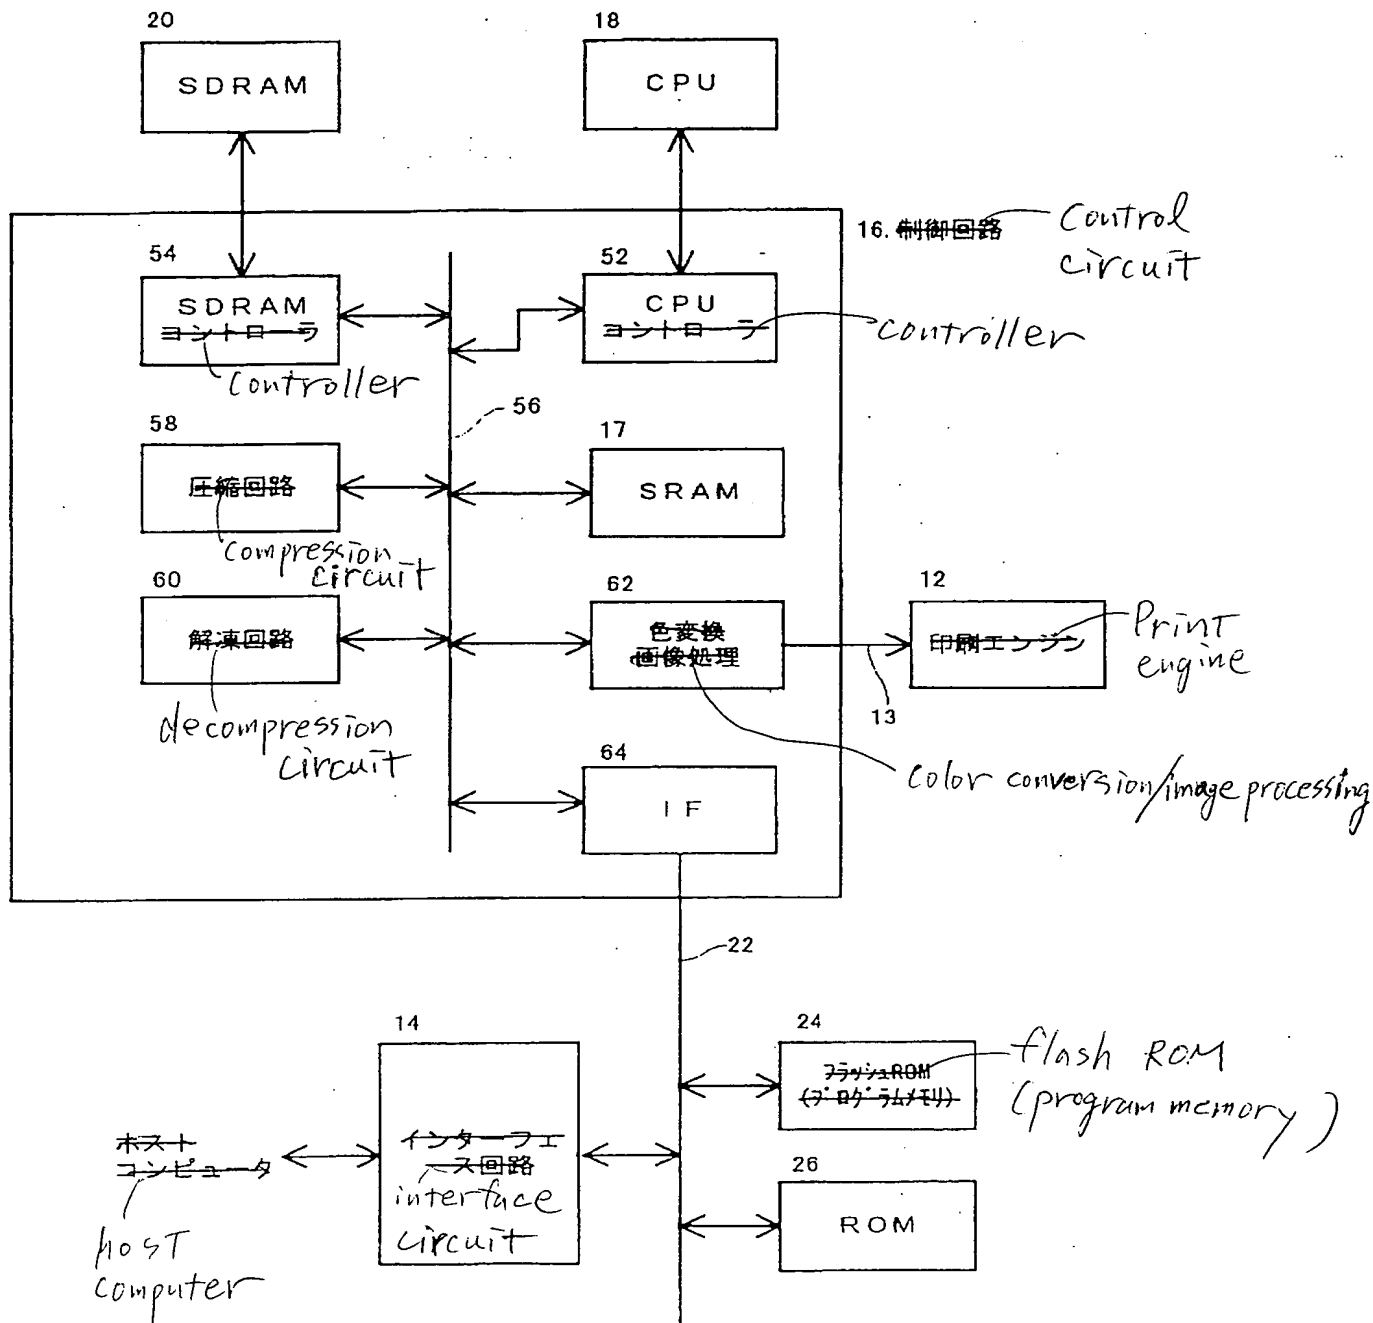 20
SDRAM
18
CPU
16. 制御回路
Control
circuit
54
SDRAM
コントローラ
controller
52
CPU
コントローラ
controller
56
58
圧縮回路
compression
circuit
17
SRAM
60
解凍回路
decompression
circuit
62
色変換
画像処理
color conversion/image processing
12
印刷エンジン
Print
engine
13
64
IF
22
14
インターフェ
ース回路
interface
circuit
ホスト
コンピュータ
host
computer
24
フラッシュROM
(プログラムメモリ)
flash ROM
(program memory)
26
ROM